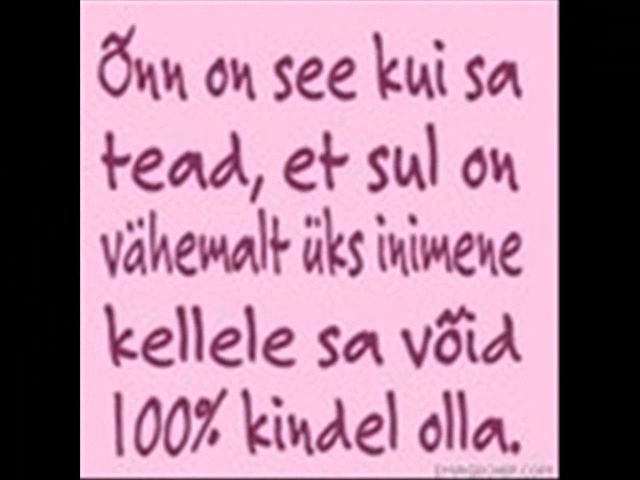 Õnn on see kui sa
tead, et sul on
vähemalt üks inimene
kellele sa võid
100% kindel olla.